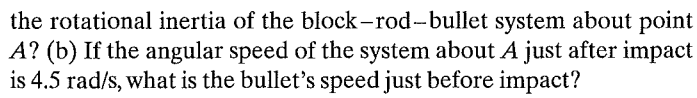 the rotational inertia of the block–rod–bullet system about point
A? (b) If the angular speed of the system about A just after impact
is 4.5 rad/s, what is the bullet's speed just before impact?